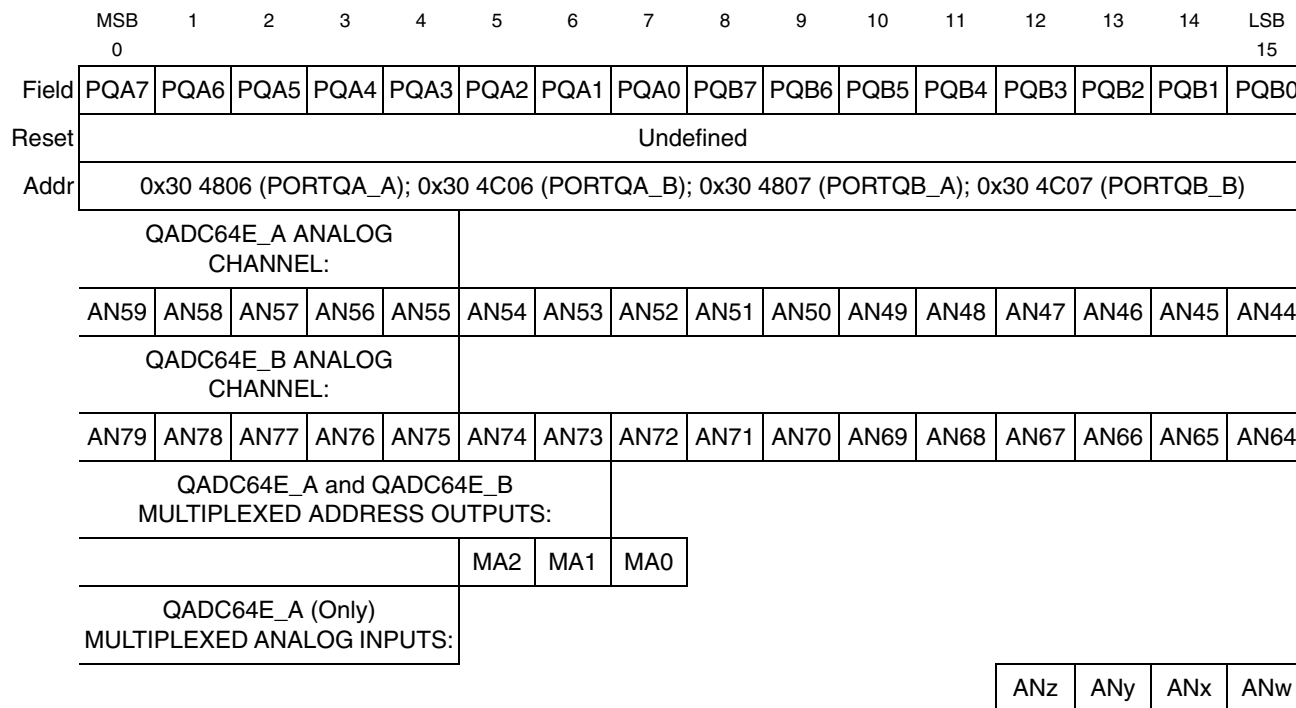 MSB 1 2 3 4 5 6 7 8 9 10 11 12 13 14 LSB
0 15
Field PQA7 PQA6 PQA5 PQA4 PQA3 PQA2 PQA1 PQA0 PQB7 PQB6 PQB5 PQB4 PQB3 PQB2 PQB1 PQB0
Reset Undefined
Addr 0x30 4806 (PORTQA_A); 0x30 4C06 (PORTQA_B); 0x30 4807 (PORTQB_A); 0x30 4C07 (PORTQB_B)
QADC64E_A ANALOG
CHANNEL:
AN59 AN58 AN57 AN56 AN55 AN54 AN53 AN52 AN51 AN50 AN49 AN48 AN47 AN46 AN45 AN44
QADC64E_B ANALOG
CHANNEL:
AN79 AN78 AN77 AN76 AN75 AN74 AN73 AN72 AN71 AN70 AN69 AN68 AN67 AN66 AN65 AN64
QADC64E_A and QADC64E_B
MULTIPLEXED ADDRESS OUTPUTS:
MA2 MA1 MA0
QADC64E_A (Only)
MULTIPLEXED ANALOG INPUTS:
ANz ANy ANx ANw